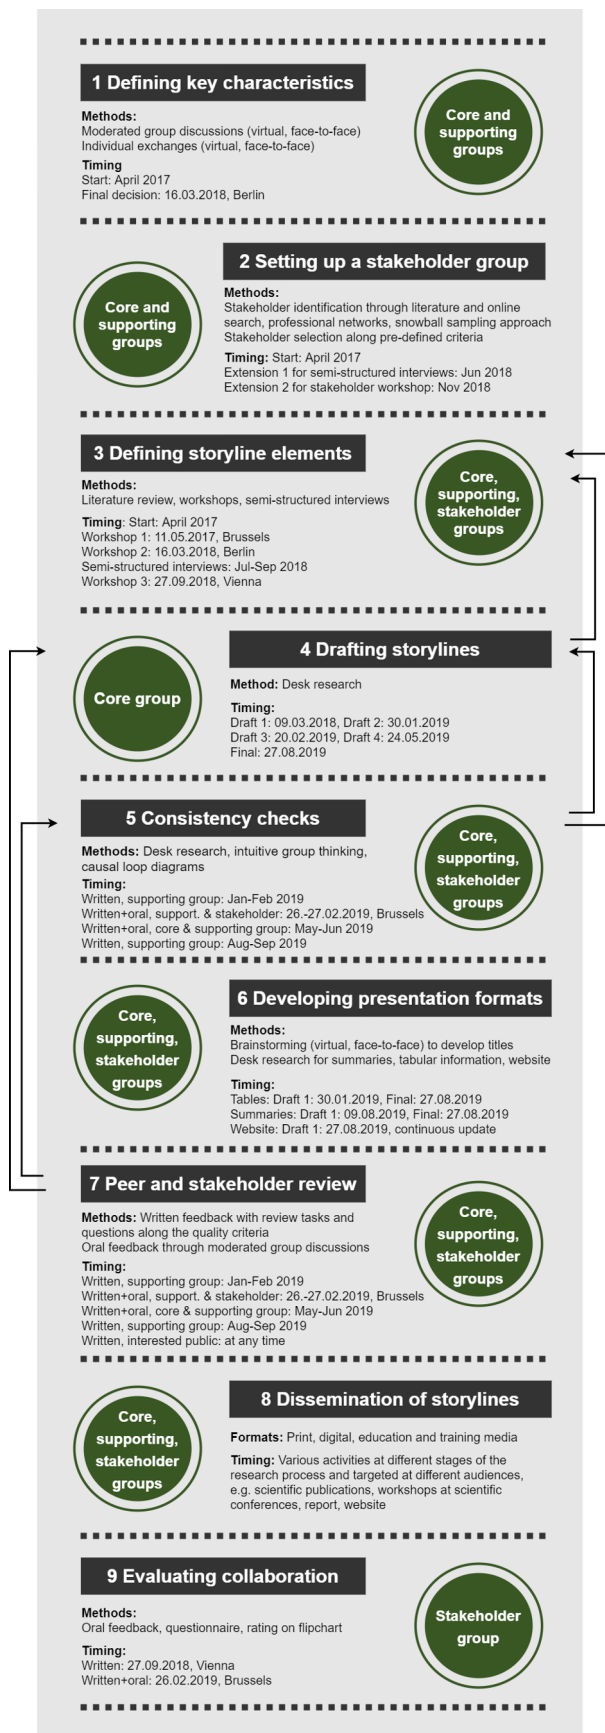 1 Defining key characteristics
Methods:
Moderated group discussions (virtual, face-to-face)
Individual exchanges (virtual, face-to-face)
Timing
Start: April 2017
Final decision: 16.03.2018, Berlin
Core and
supporting
groups
2 Setting up a stakeholder group
Methods:
Stakeholder identification through literature and online
search, professional networks, snowball sampling approach
Stakeholder selection along pre-defined criteria
Timing: Start: April 2017
Extension 1 for semi-structured interviews: Jun 2018
Extension 2 for stakeholder workshop: Nov 2018
Core and
supporting
groups
3 Defining storyline elements
Methods:
Literature review, workshops, semi-structured interviews
Timing: Start: April 2017
Workshop 1: 11.05.2017, Brussels
Workshop 2: 16.03.2018, Berlin
Semi-structured interviews: Jul-Sep 2018
Workshop 3: 27.09.2018, Vienna
Core,
supporting,
stakeholder
groups
4 Drafting storylines
Method: Desk research
Timing:
Draft 1: 09.03.2018, Draft 2: 30.01.2019
Draft 3: 20.02.2019, Draft 4: 24.05.2019
Final: 27.08.2019
Core group
5 Consistency checks
Methods: Desk research, intuitive group thinking,
causal loop diagrams
Timing:
Written, supporting group: Jan-Feb 2019
Written+oral, support. & stakeholder: 26.-27.02.2019, Brussels
Written+oral, core & supporting group: May-Jun 2019
Written, supporting group: Aug-Sep 2019
Core,
supporting,
stakeholder
groups
6 Developing presentation formats
Methods:
Brainstorming (virtual, face-to-face) to develop titles
Desk research for summaries, tabular information, website
Timing:
Tables: Draft 1: 30.01.2019, Final: 27.08.2019
Summaries: Draft 1: 09.08.2019, Final: 27.08.2019
Website: Draft 1: 27.08.2019, continuous update
Core,
supporting,
stakeholder
groups
7 Peer and stakeholder review
Methods: Written feedback with review tasks and
questions along the quality criteria
Oral feedback through moderated group discussions
Timing:
Written, supporting group: Jan-Feb 2019
Written+oral, support. & stakeholder: 26.-27.02.2019, Brussels
Written+oral, core & supporting group: May-Jun 2019
Written, supporting group: Aug-Sep 2019
Written, interested public: at any time
Core,
supporting,
stakeholder
groups
8 Dissemination of storylines
Formats: Print, digital, education and training media
Timing: Various activities at different stages of the
research process and targeted at different audiences,
e.g. scientific publications, workshops at scientific
conferences, report, website
Core,
supporting,
stakeholder
groups
9 Evaluating collaboration
Methods:
Oral feedback, questionnaire, rating on flipchart
Timing:
Written: 27.09.2018, Vienna
Written+oral: 26.02.2019, Brussels
Stakeholder
group